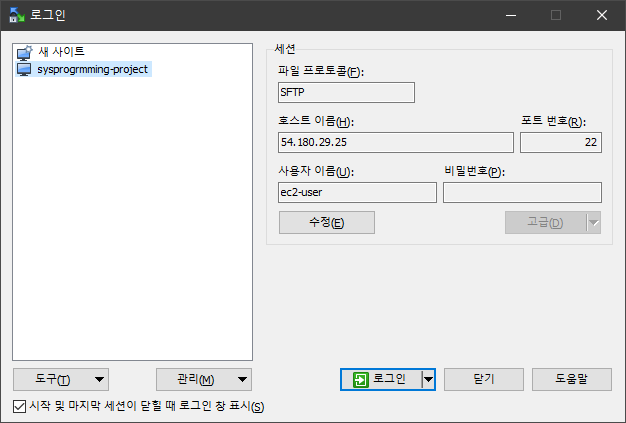 로그인
새 사이트
sysprogrmming-project
세션
파일 프로토콜(F):
SFTP
호스트 이름(H):
포트 번호(R):
54.180.29.25
22
사용자 이름(U):
비밀번호(P):
ec2-user
수정(E)
고급(D)
도구(T)
관리(M)
로그인
닫기
도움말
시작 및 마지막 세션이 닫힐 때 로그인 창 표시(S)